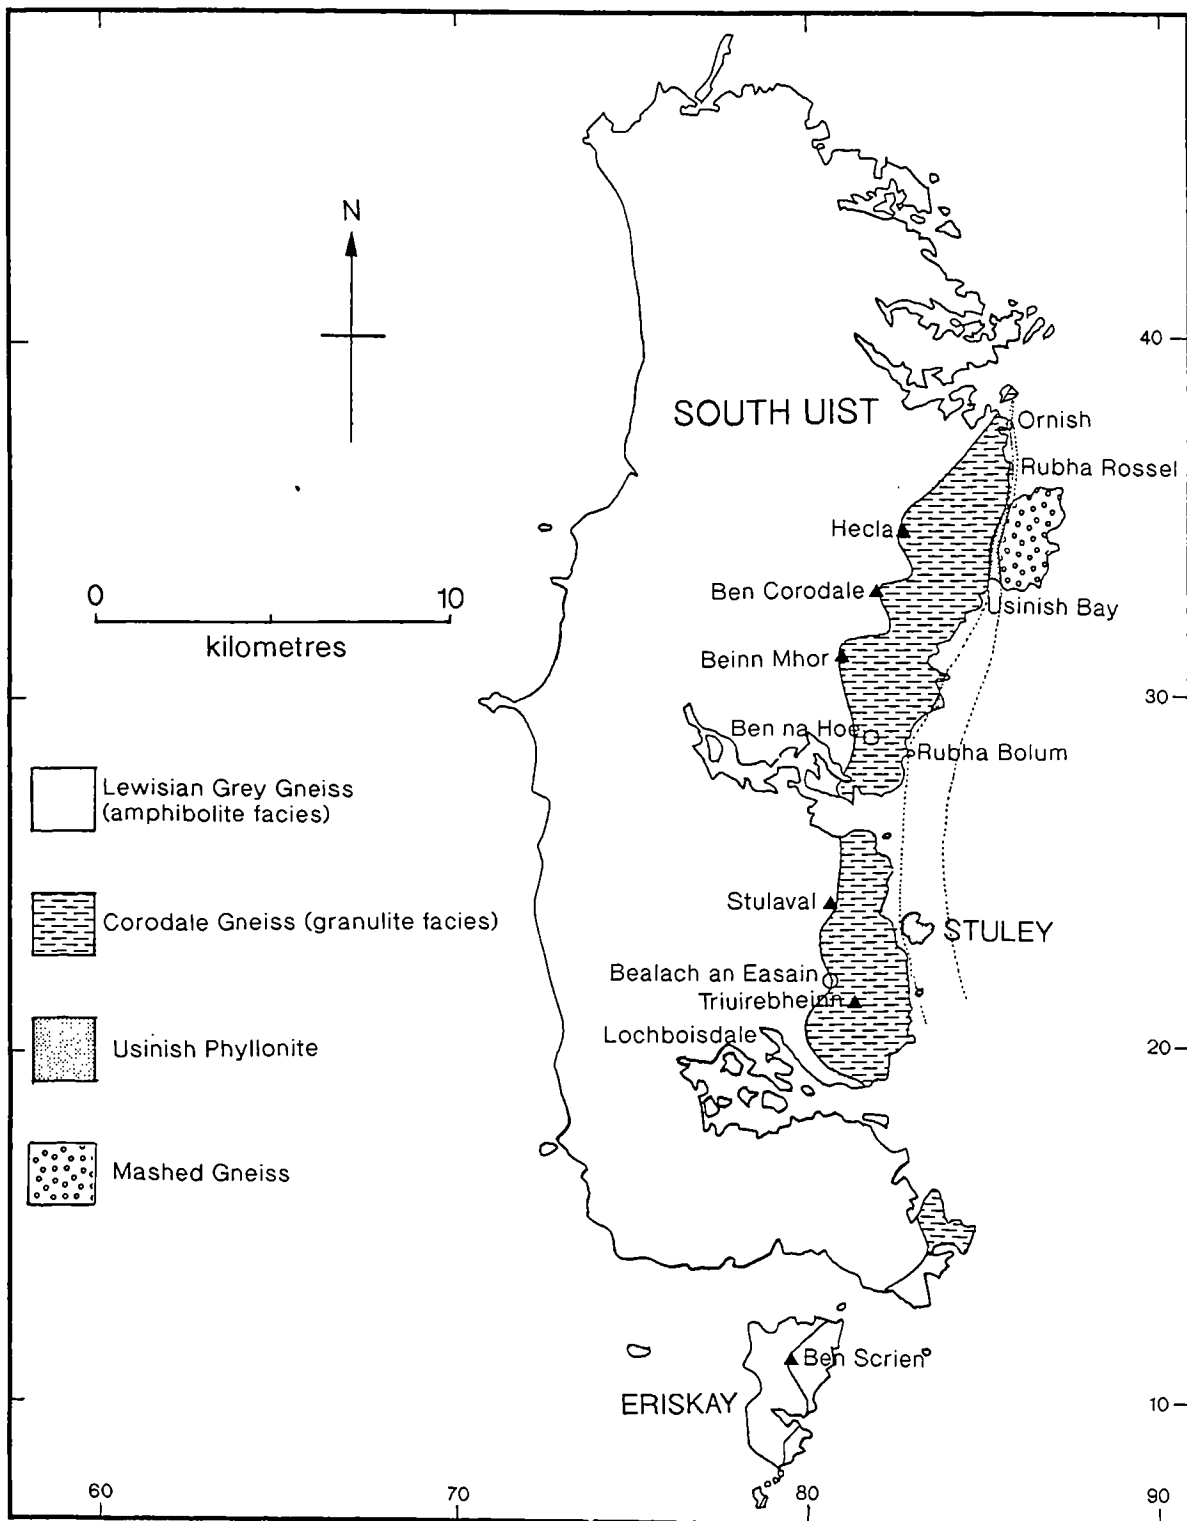 N
40
SOUTH UIST
Ornish
Rubha Rossel
Hecla
0 10
kilometres
Ben Corodale
Usinish Bay
Beinn Mhor
30
Ben na Hoe
Rubha Bolum
Lewisian Grey Gneiss
(amphibolite facies)
Corodale Gneiss (granulite facies)
Stulaval
STULEY
Bealach an Easain
Triuirebheinn
Lochboisdale
20
Usinish Phyllonite
Mashed Gneiss
Ben Scrien
ERISKAY
10
60 70 80 90